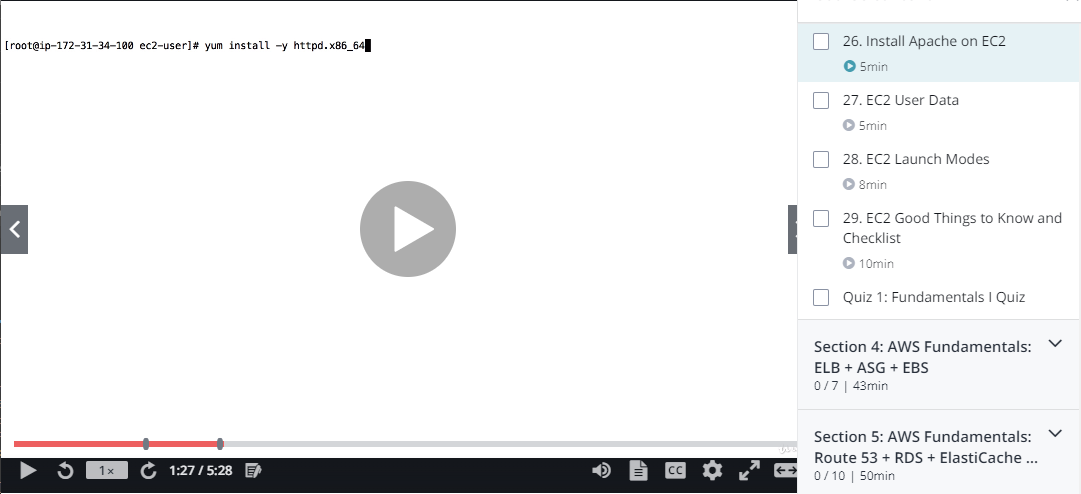 [root@ip-172-31-34-100 ec2-user]# yum install -y httpd.x86_64
26. Install Apache on EC2
5min
27. EC2 User Data
5min
28. EC2 Launch Modes
8min
29. EC2 Good Things to Know and
Checklist
10min
Quiz 1: Fundamentals I Quiz
Section 4: AWS Fundamentals:
ELB + ASG + EBS
0 / 7 | 43min
Section 5: AWS Fundamentals:
Route 53 + RDS + ElastiCache ...
0 / 10 | 50min
1×
1:27 / 5:28
CC